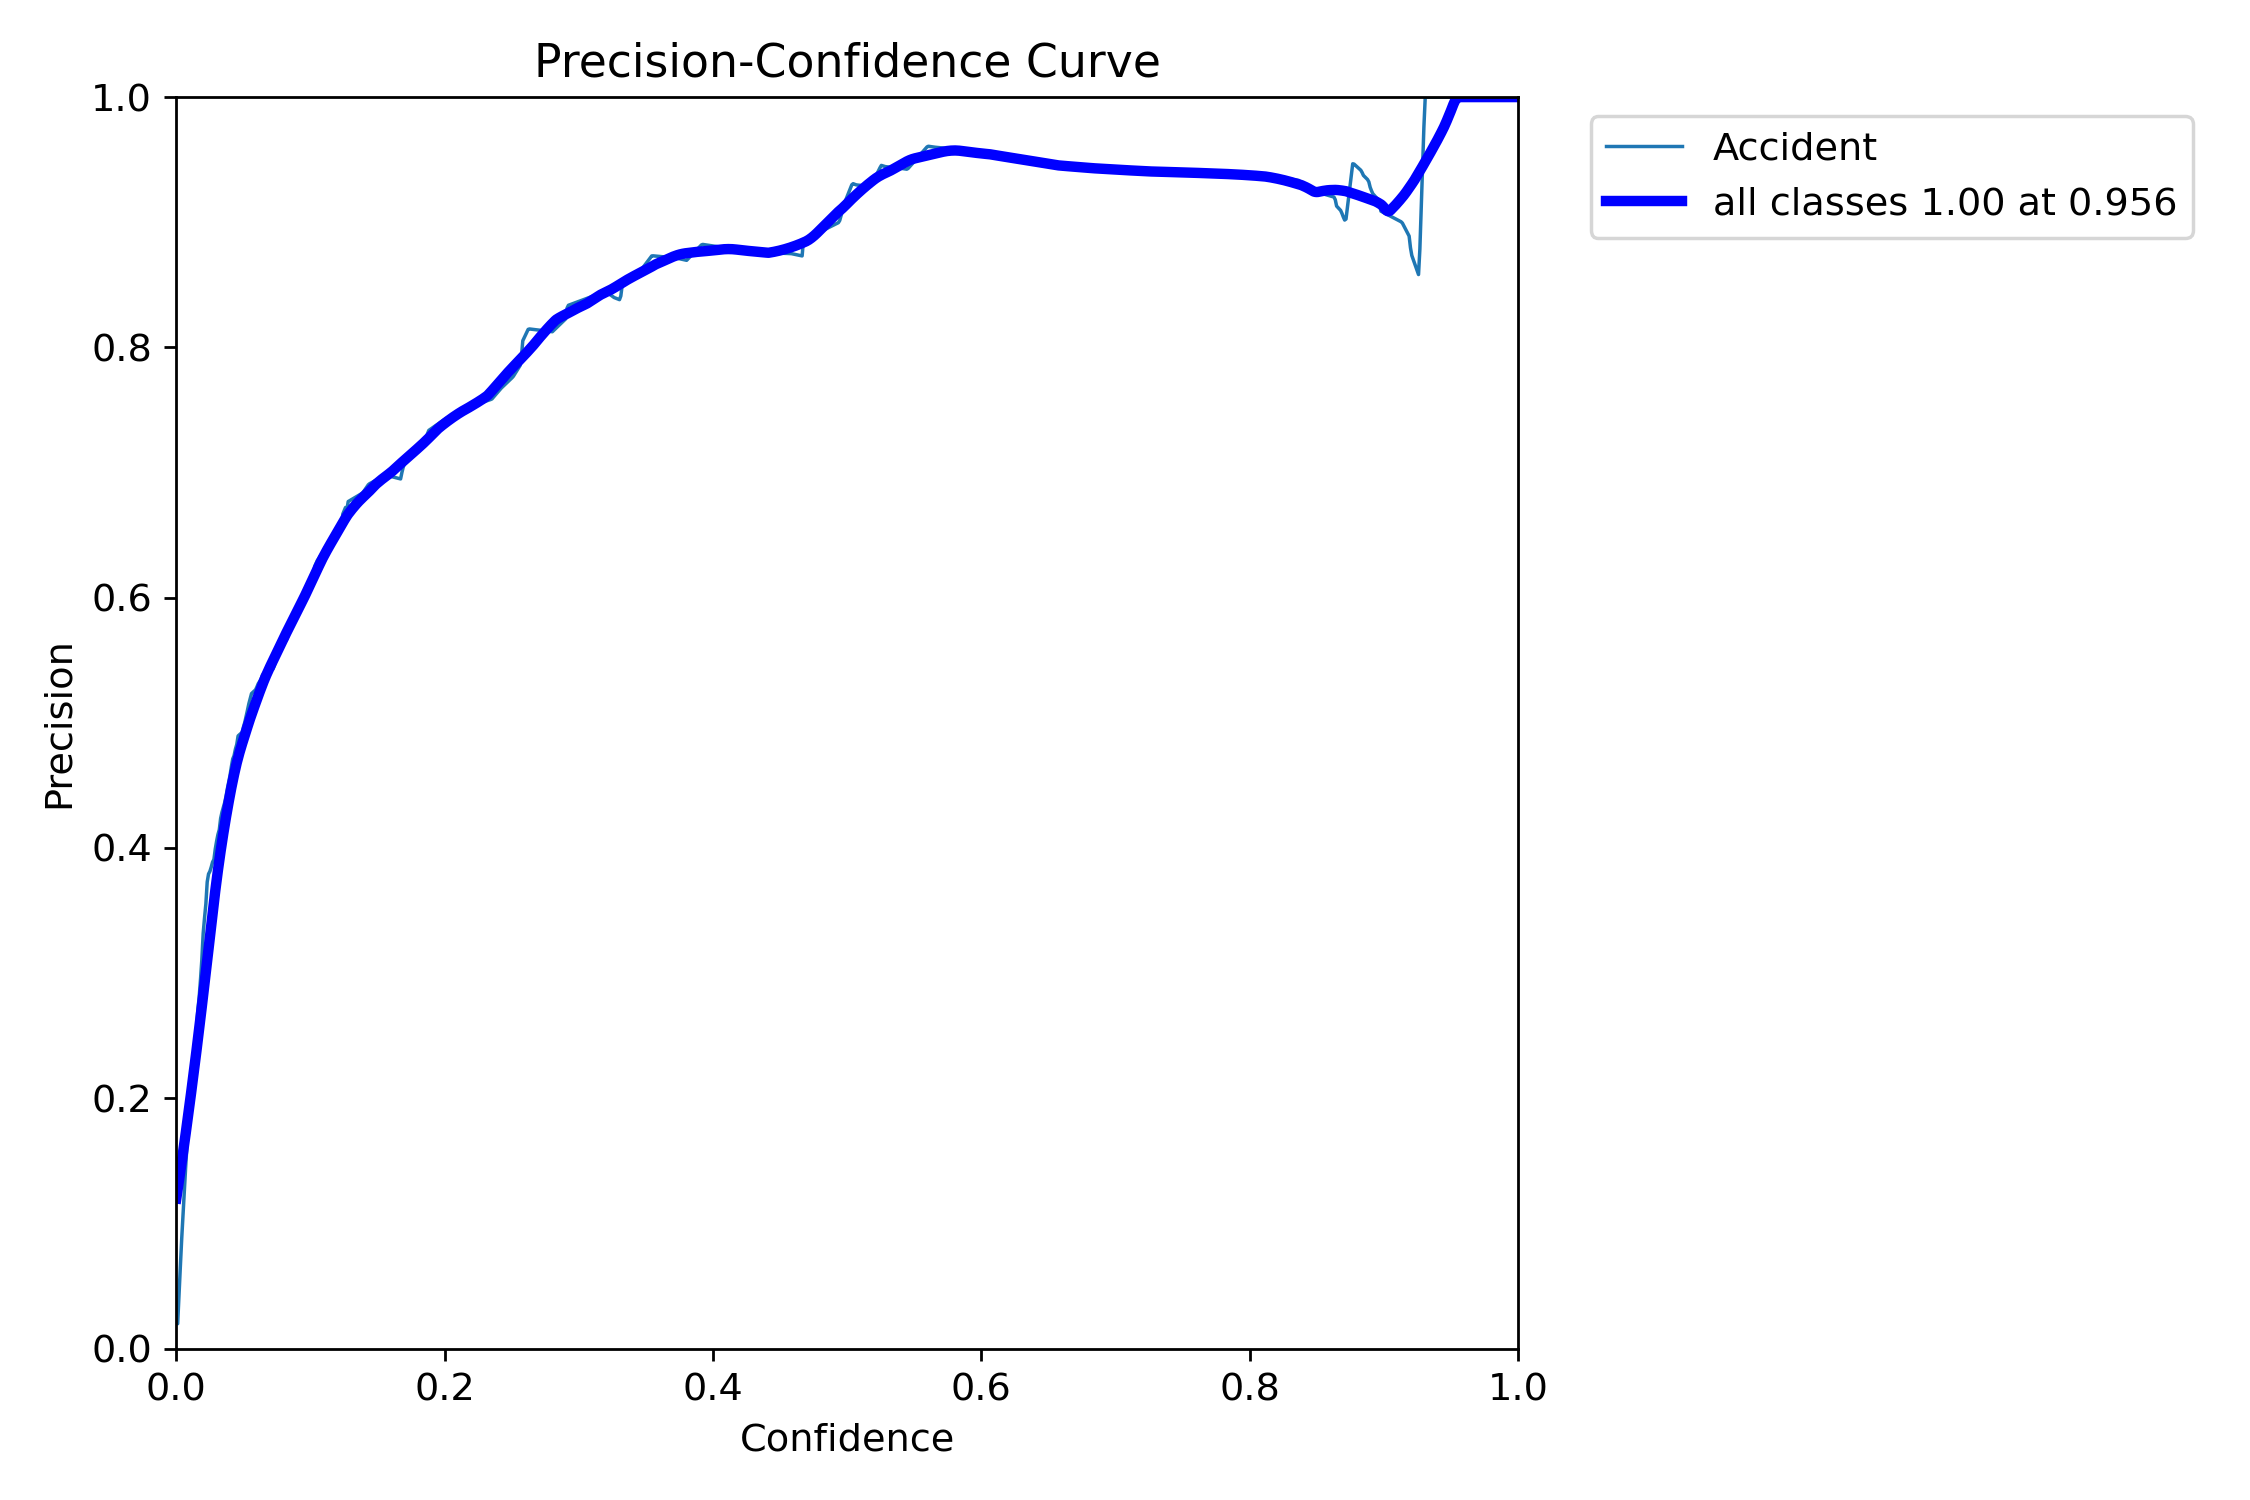 Precision-Confidence Curve
1.0
0.8
0.6
0.4
0.2
0.0
Precision
0.0 0.2 0.4 0.6 0.8 1.0
Confidence
Accident
all classes 1.00 at 0.956